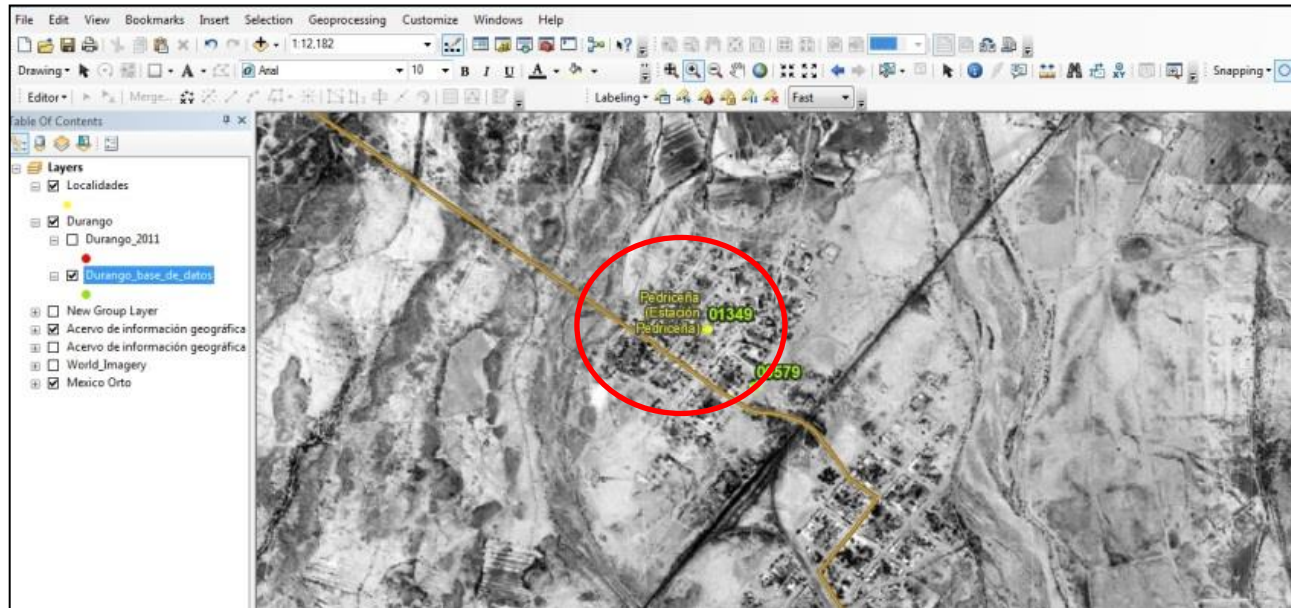 File Edit View Bookmarks Insert Selection Geoprocessing Customize Windows Help
1:12,182
Drawing A Arial 10 B I U A Snapping
Editor Merge... Labeling Fast
Table Of Contents
Layers
Localidades
Durango
Durango_2011
Durango_base_de_datos
New Group Layer
Acervo de información geográfica
Acervo de información geográfica
World_Imagery
Mexico Orto
Pedriceña
(Estación
Pedriceña)
01349